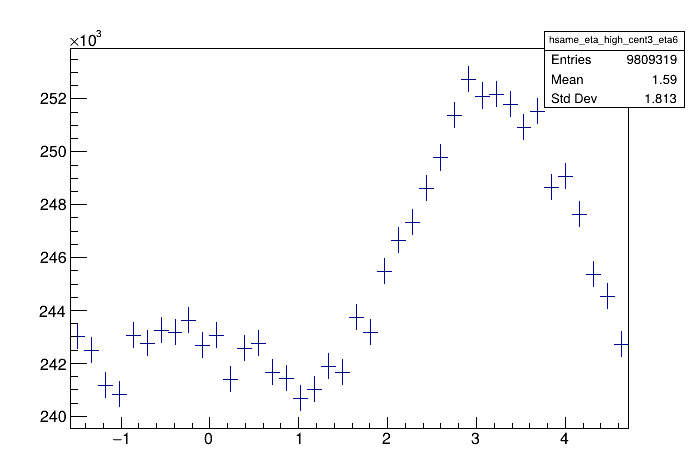 ×10³
hsame_eta_high_cent3_eta6
Entries 9809319
Mean 1.59
Std Dev 1.813
252
250
248
246
244
242
240
−1 0 1 2 3 4